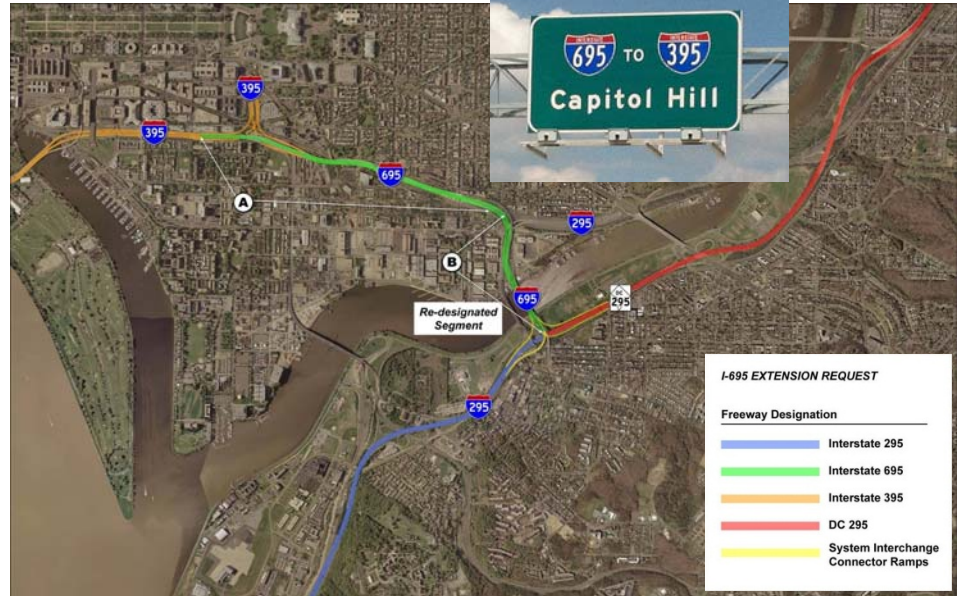 INTERSTATE
695
TO
INTERSTATE
395
Capitol Hill
395
395
695
A
295
B
695
Re-designated
Segment
DC
295
295
I-695 EXTENSION REQUEST
Freeway Designation
Interstate 295
Interstate 695
Interstate 395
DC 295
System Interchange
Connector Ramps